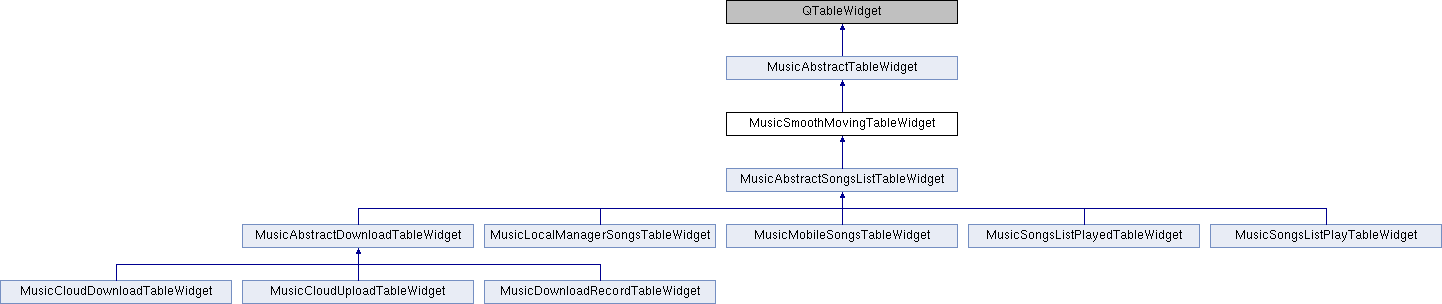 QTableWidget
MusicAbstractTableWidget
MusicSmoothMovingTableWidget
MusicAbstractSongsListTableWidget
MusicAbstractDownloadTableWidget
MusicLocalManagerSongsTableWidget
MusicMobileSongsTableWidget
MusicSongsListPlayedTableWidget
MusicSongsListPlayTableWidget
MusicCloudDownloadTableWidget
MusicCloudUploadTableWidget
MusicDownloadRecordTableWidget